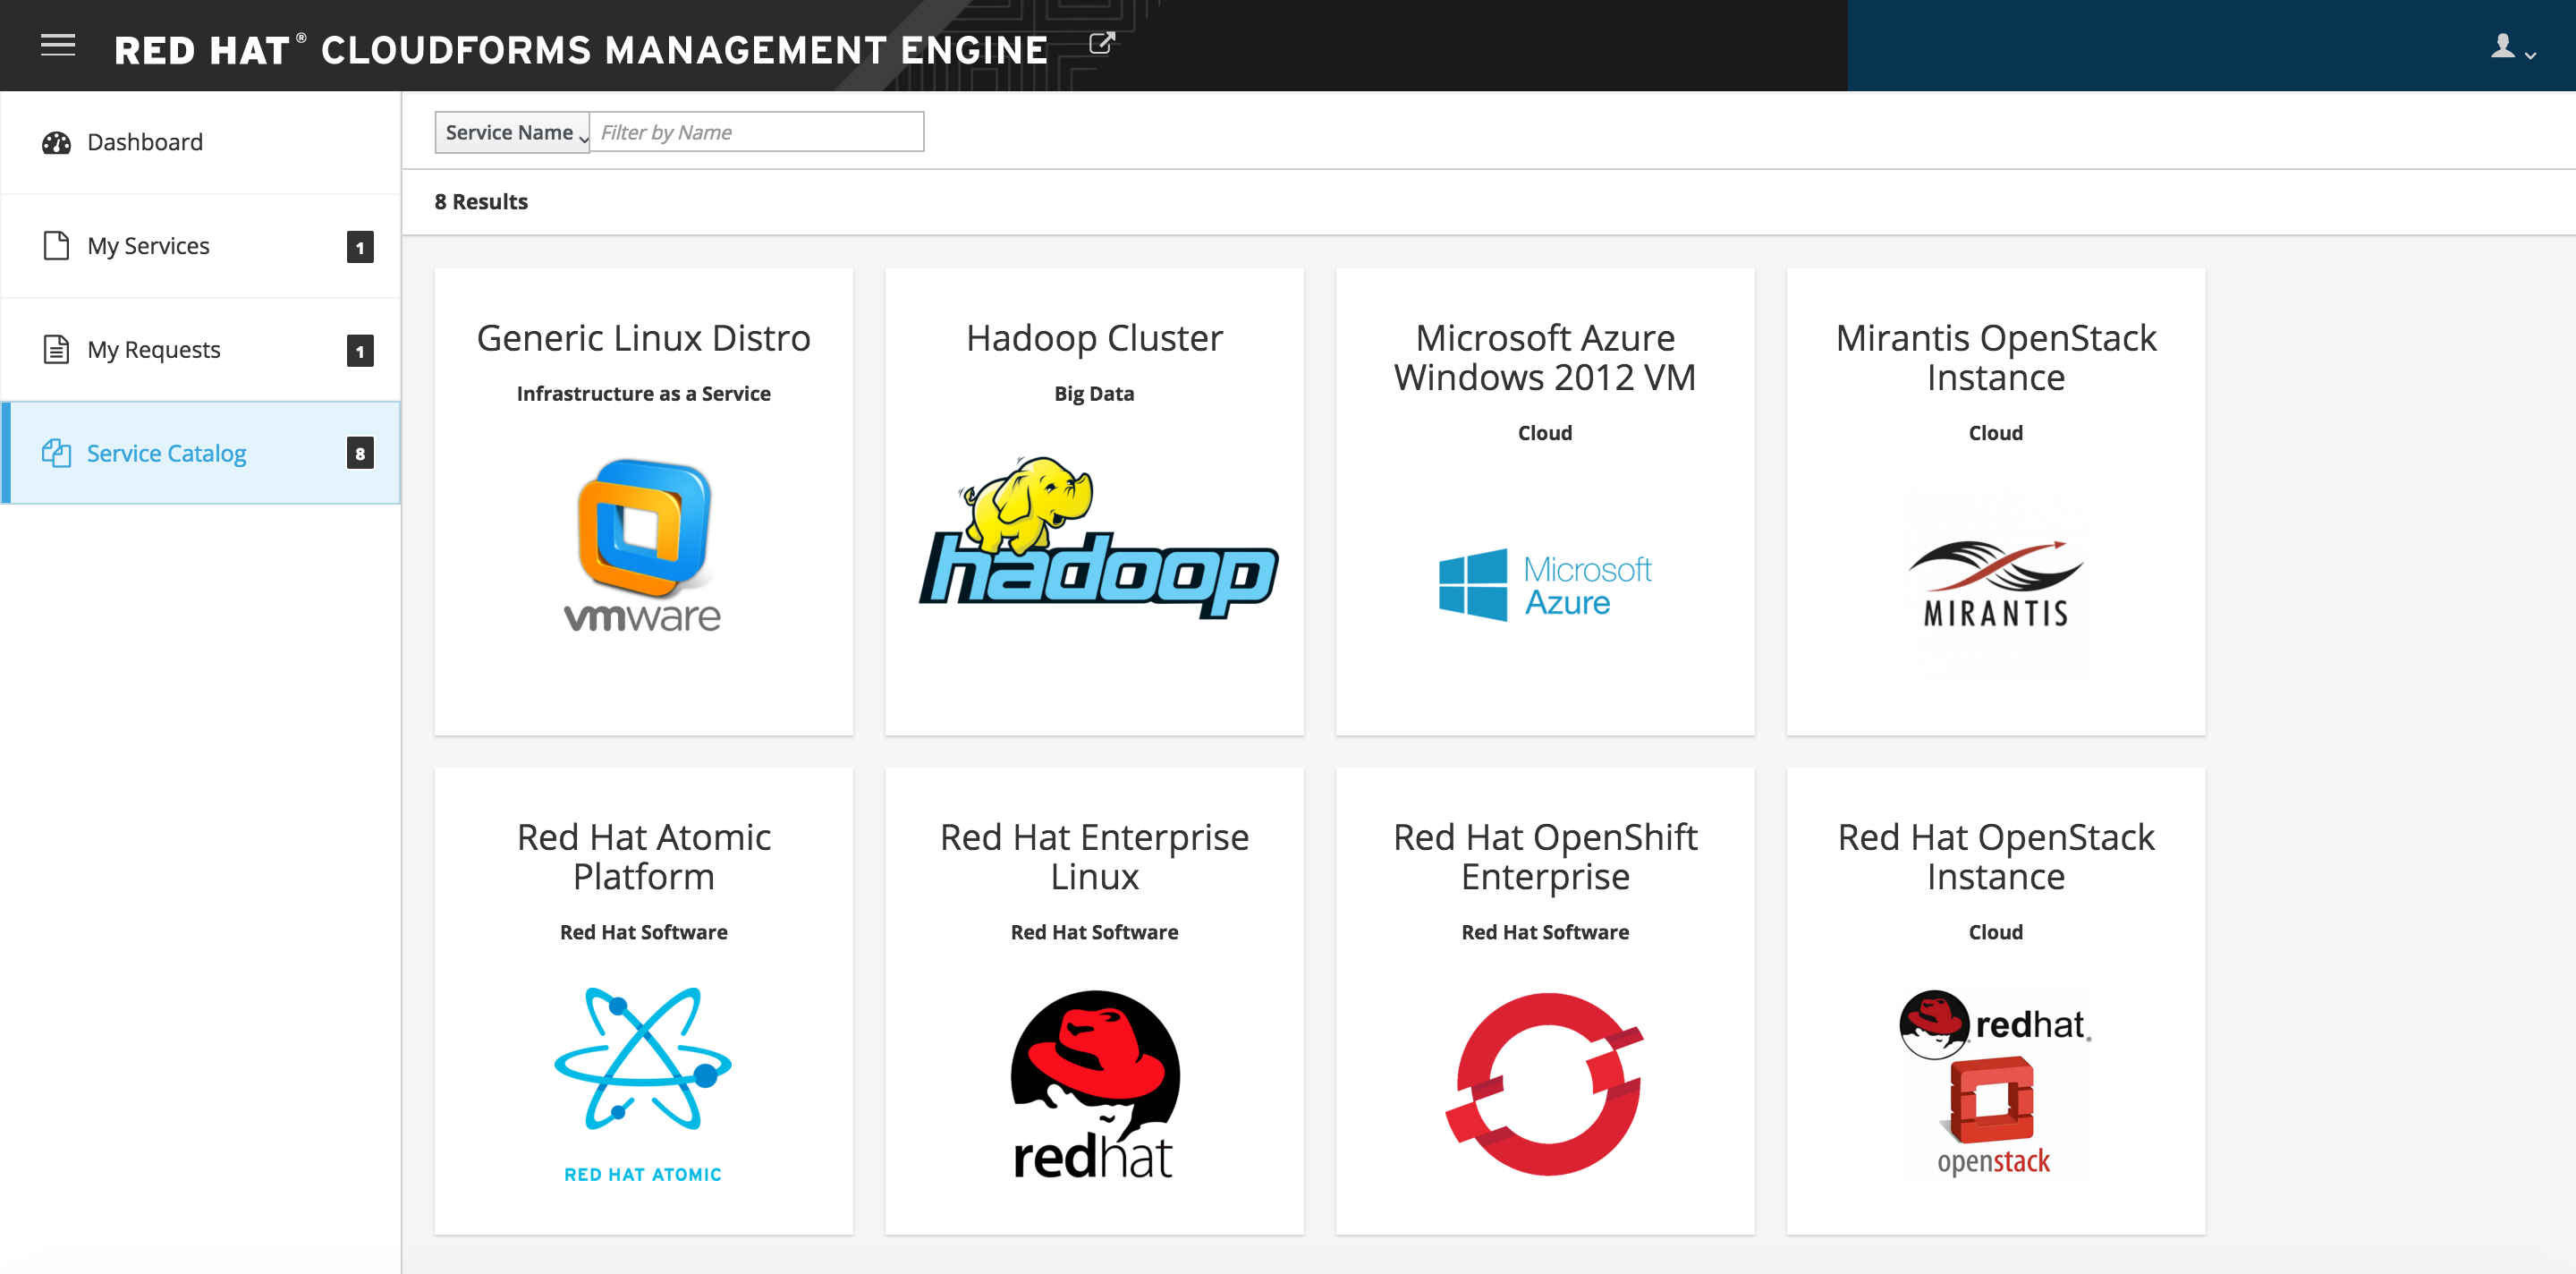 RED HAT® CLOUDFORMS MANAGEMENT ENGINE
Dashboard
My Services 1
My Requests 1
Service Catalog 8
Service Name Filter by Name
8 Results
Generic Linux Distro
Infrastructure as a Service
vmware
Hadoop Cluster
Big Data
hadoop
Microsoft Azure
Windows 2012 VM
Cloud
Microsoft
Azure
Mirantis OpenStack
Instance
Cloud
MIRANTIS
Red Hat Atomic
Platform
Red Hat Software
RED HAT ATOMIC
Red Hat Enterprise
Linux
Red Hat Software
redhat
Red Hat OpenShift
Enterprise
Red Hat Software
Red Hat OpenStack
Instance
Cloud
redhat®
openstack